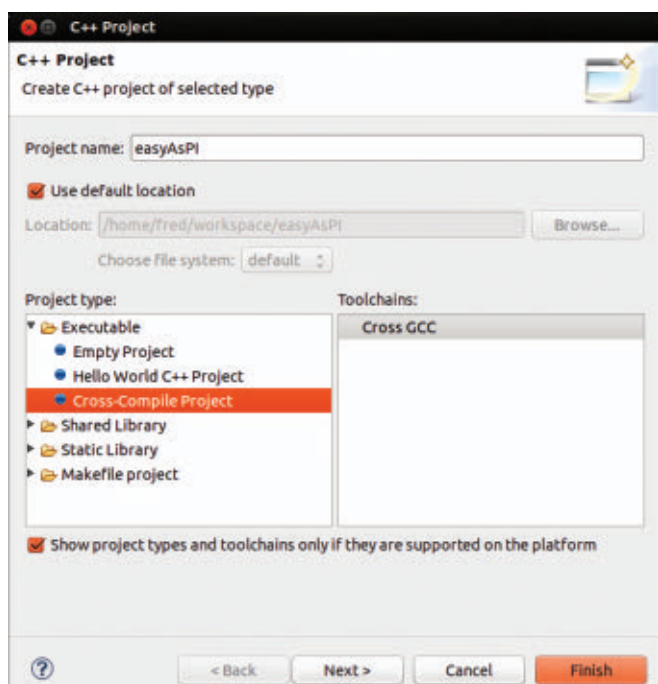 C++ Project
C++ Project
Create C++ project of selected type
Project name: easyAsPI
Use default location
Location: /home/fred/workspace/easyAsPI Browse...
Choose file system: default
Project type: Toolchains:
Executable Cross GCC
Empty Project
Hello World C++ Project
Cross-Compile Project
Shared Library
Static Library
Makefile project
Show project types and toolchains only if they are supported on the platform
? < Back Next > Cancel Finish